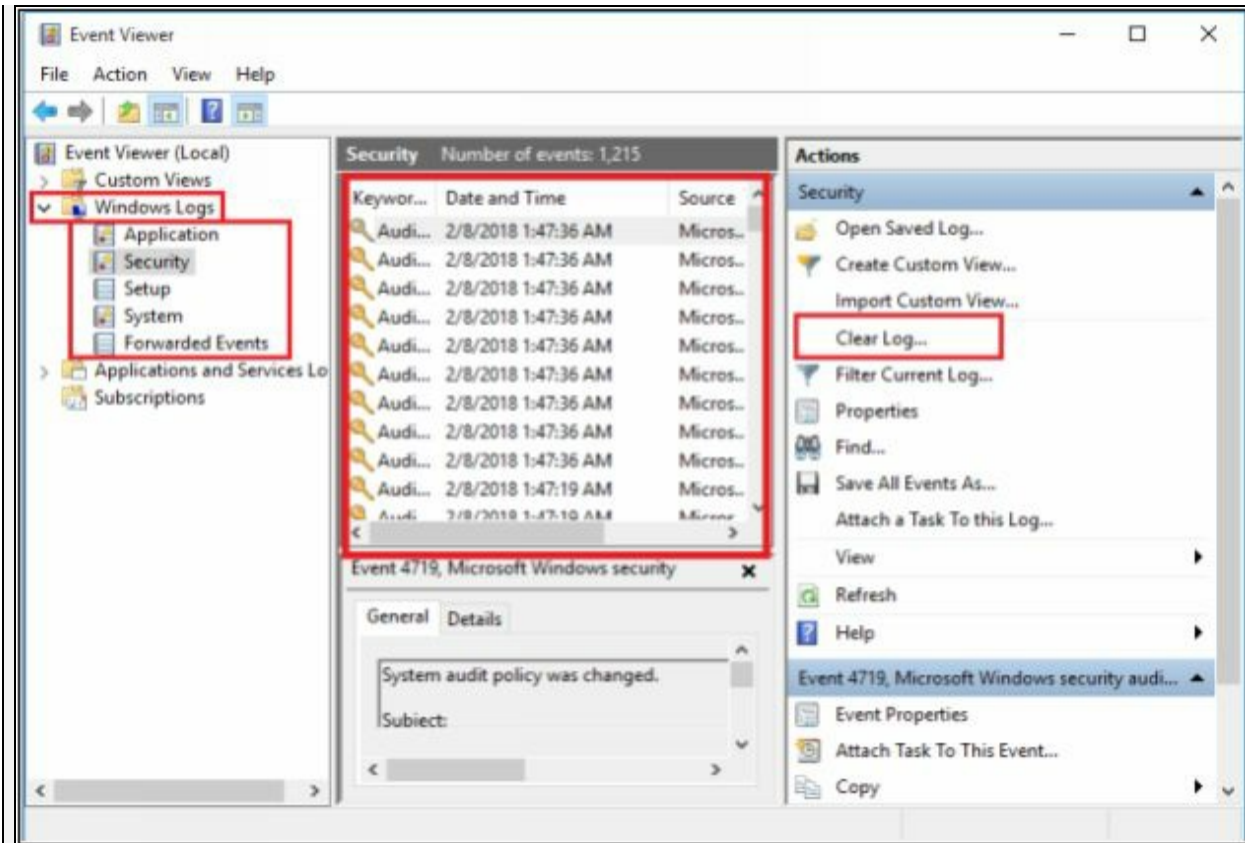 Event Viewer
File Action View Help
Event Viewer (Local)
Custom Views
Windows Logs
Application
Security
Setup
System
Forwarded Events
Applications and Services Lo
Subscriptions
Security Number of events: 1,215
Keywor... Date and Time Source
Audi... 2/8/2018 1:47:36 AM Micros...
Audi... 2/8/2018 1:47:36 AM Micros...
Audi... 2/8/2018 1:47:36 AM Micros...
Audi... 2/8/2018 1:47:36 AM Micros...
Audi... 2/8/2018 1:47:36 AM Micros...
Audi... 2/8/2018 1:47:36 AM Micros...
Audi... 2/8/2018 1:47:36 AM Micros...
Audi... 2/8/2018 1:47:36 AM Micros...
Audi... 2/8/2018 1:47:36 AM Micros...
Audi... 2/8/2018 1:47:19 AM Micros...
Audi... 2/8/2018 1:47:19 AM Micros...
Event 4719, Microsoft Windows security
General Details
System audit policy was changed.
Subject:
Actions
Security
Open Saved Log...
Create Custom View...
Import Custom View...
Clear Log...
Filter Current Log...
Properties
Find...
Save All Events As...
Attach a Task To this Log...
View
Refresh
Help
Event 4719, Microsoft Windows security audi...
Event Properties
Attach Task To This Event...
Copy